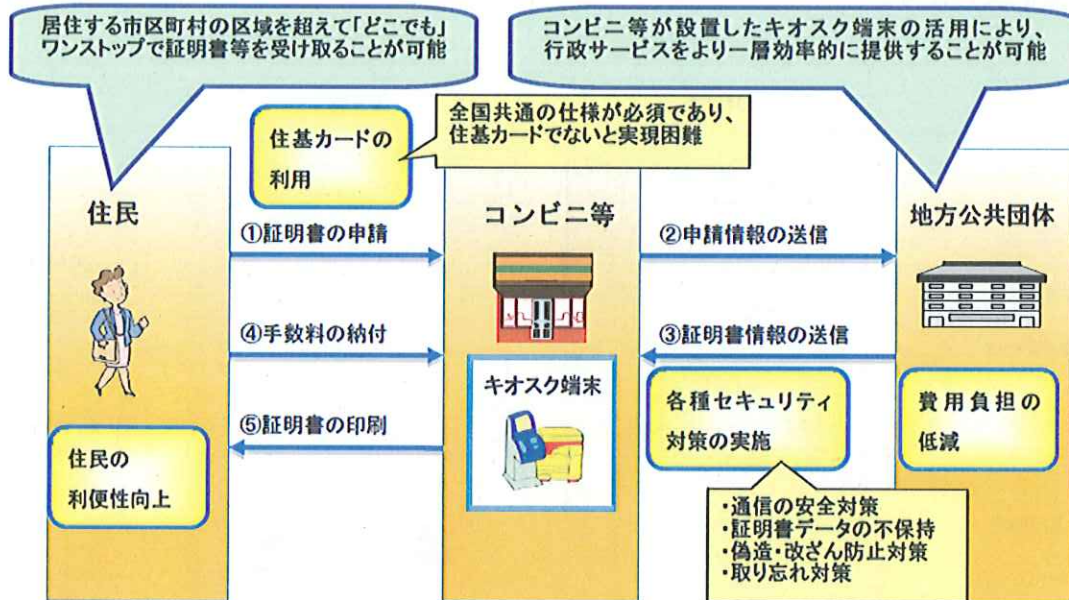 居住する市区町村の区域を超えて「どこでも」
ワンストップで証明書等を受け取ることが可能
コンビニ等が設置したキオスク端末の活用により、
行政サービスをより一層効率的に提供することが可能
住基カードの
利用
全国共通の仕様が必須であり、
住基カードでないと実現困難
住民
コンビニ等
地方公共団体
①証明書の申請
②申請情報の送信
④手数料の納付
③証明書情報の送信
⑤証明書の印刷
キオスク端末
住民の
利便性向上
各種セキュリティ
対策の実施
費用負担の
低減
・通信の安全対策
・証明書データの不保持
・偽造・改ざん防止対策
・取り忘れ対策